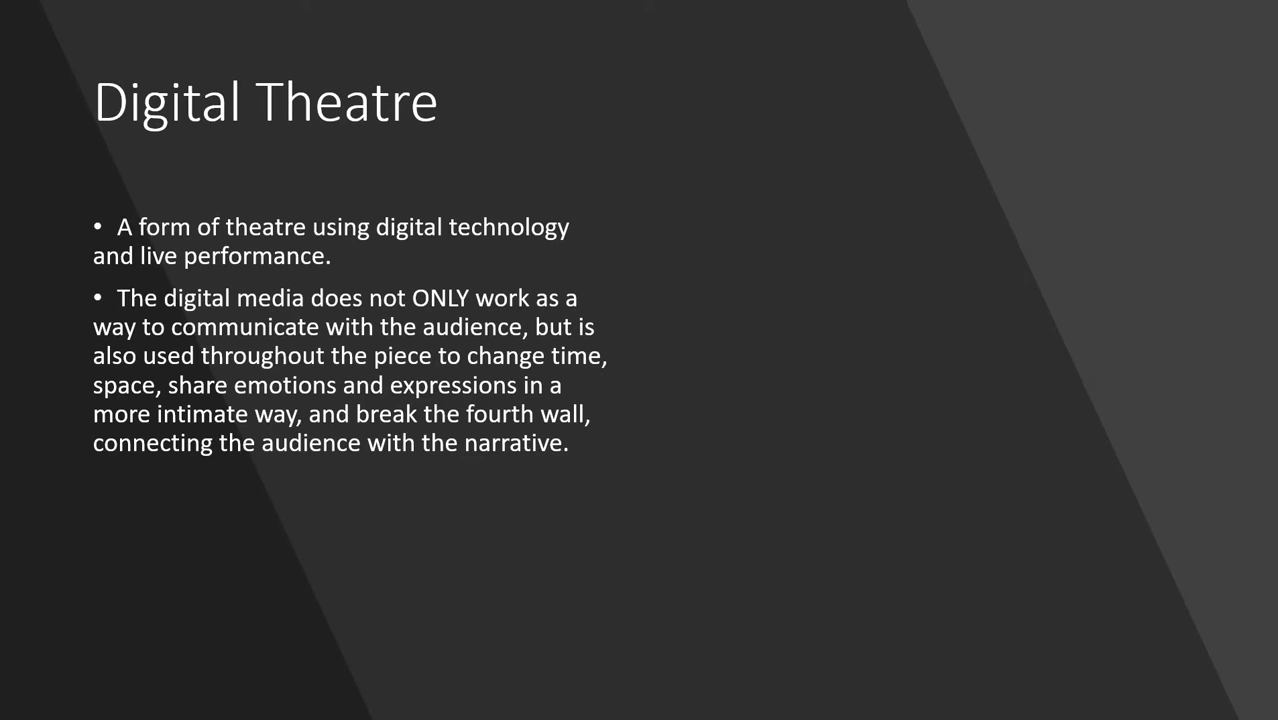 Digital Theatre
• A form of theatre using digital technology
and live performance.
• The digital media does not ONLY work as a
way to communicate with the audience, but is
also used throughout the piece to change time,
space, share emotions and expressions in a
more intimate way, and break the fourth wall,
connecting the audience with the narrative.